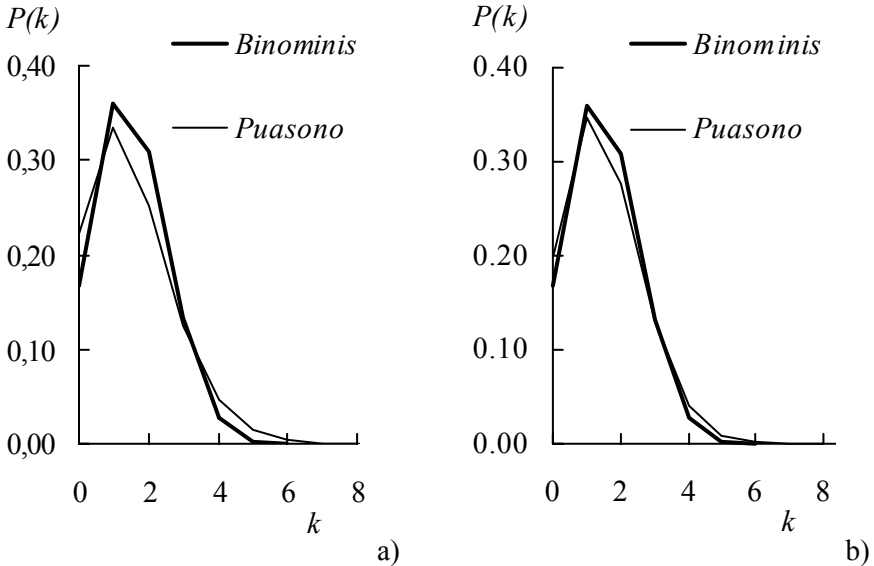 P(k)
Binominis
0,40
Puasono
0,30
0,20
0,10
0,00
0 2 4 6 8
k
a)
P(k)
Binominis
0.40
Puasono
0.30
0.20
0.10
0.00
0 2 4 6 8
k
b)